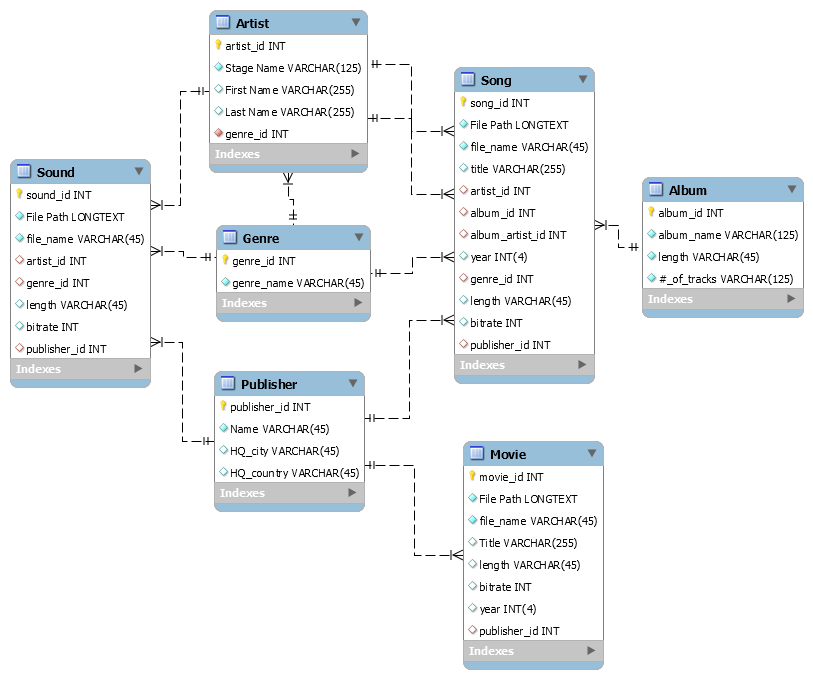 Artist
artist_id INT
Stage Name VARCHAR(125)
First Name VARCHAR(255)
Last Name VARCHAR(255)
genre_id INT
Indexes
Song
song_id INT
File Path LONGTEXT
file_name VARCHAR(45)
title VARCHAR(255)
artist_id INT
album_id INT
album_artist_id INT
year INT(4)
genre_id INT
length VARCHAR(45)
bitrate INT
publisher_id INT
Indexes
Sound
sound_id INT
File Path LONGTEXT
file_name VARCHAR(45)
artist_id INT
genre_id INT
length VARCHAR(45)
bitrate INT
publisher_id INT
Indexes
Album
album_id INT
album_name VARCHAR(125)
length VARCHAR(45)
#_of_tracks VARCHAR(125)
Indexes
Genre
genre_id INT
genre_name VARCHAR(45)
Indexes
Publisher
publisher_id INT
Name VARCHAR(45)
HQ_city VARCHAR(45)
HQ_country VARCHAR(45)
Indexes
Movie
movie_id INT
File Path LONGTEXT
file_name VARCHAR(45)
Title VARCHAR(255)
length VARCHAR(45)
bitrate INT
year INT(4)
publisher_id INT
Indexes